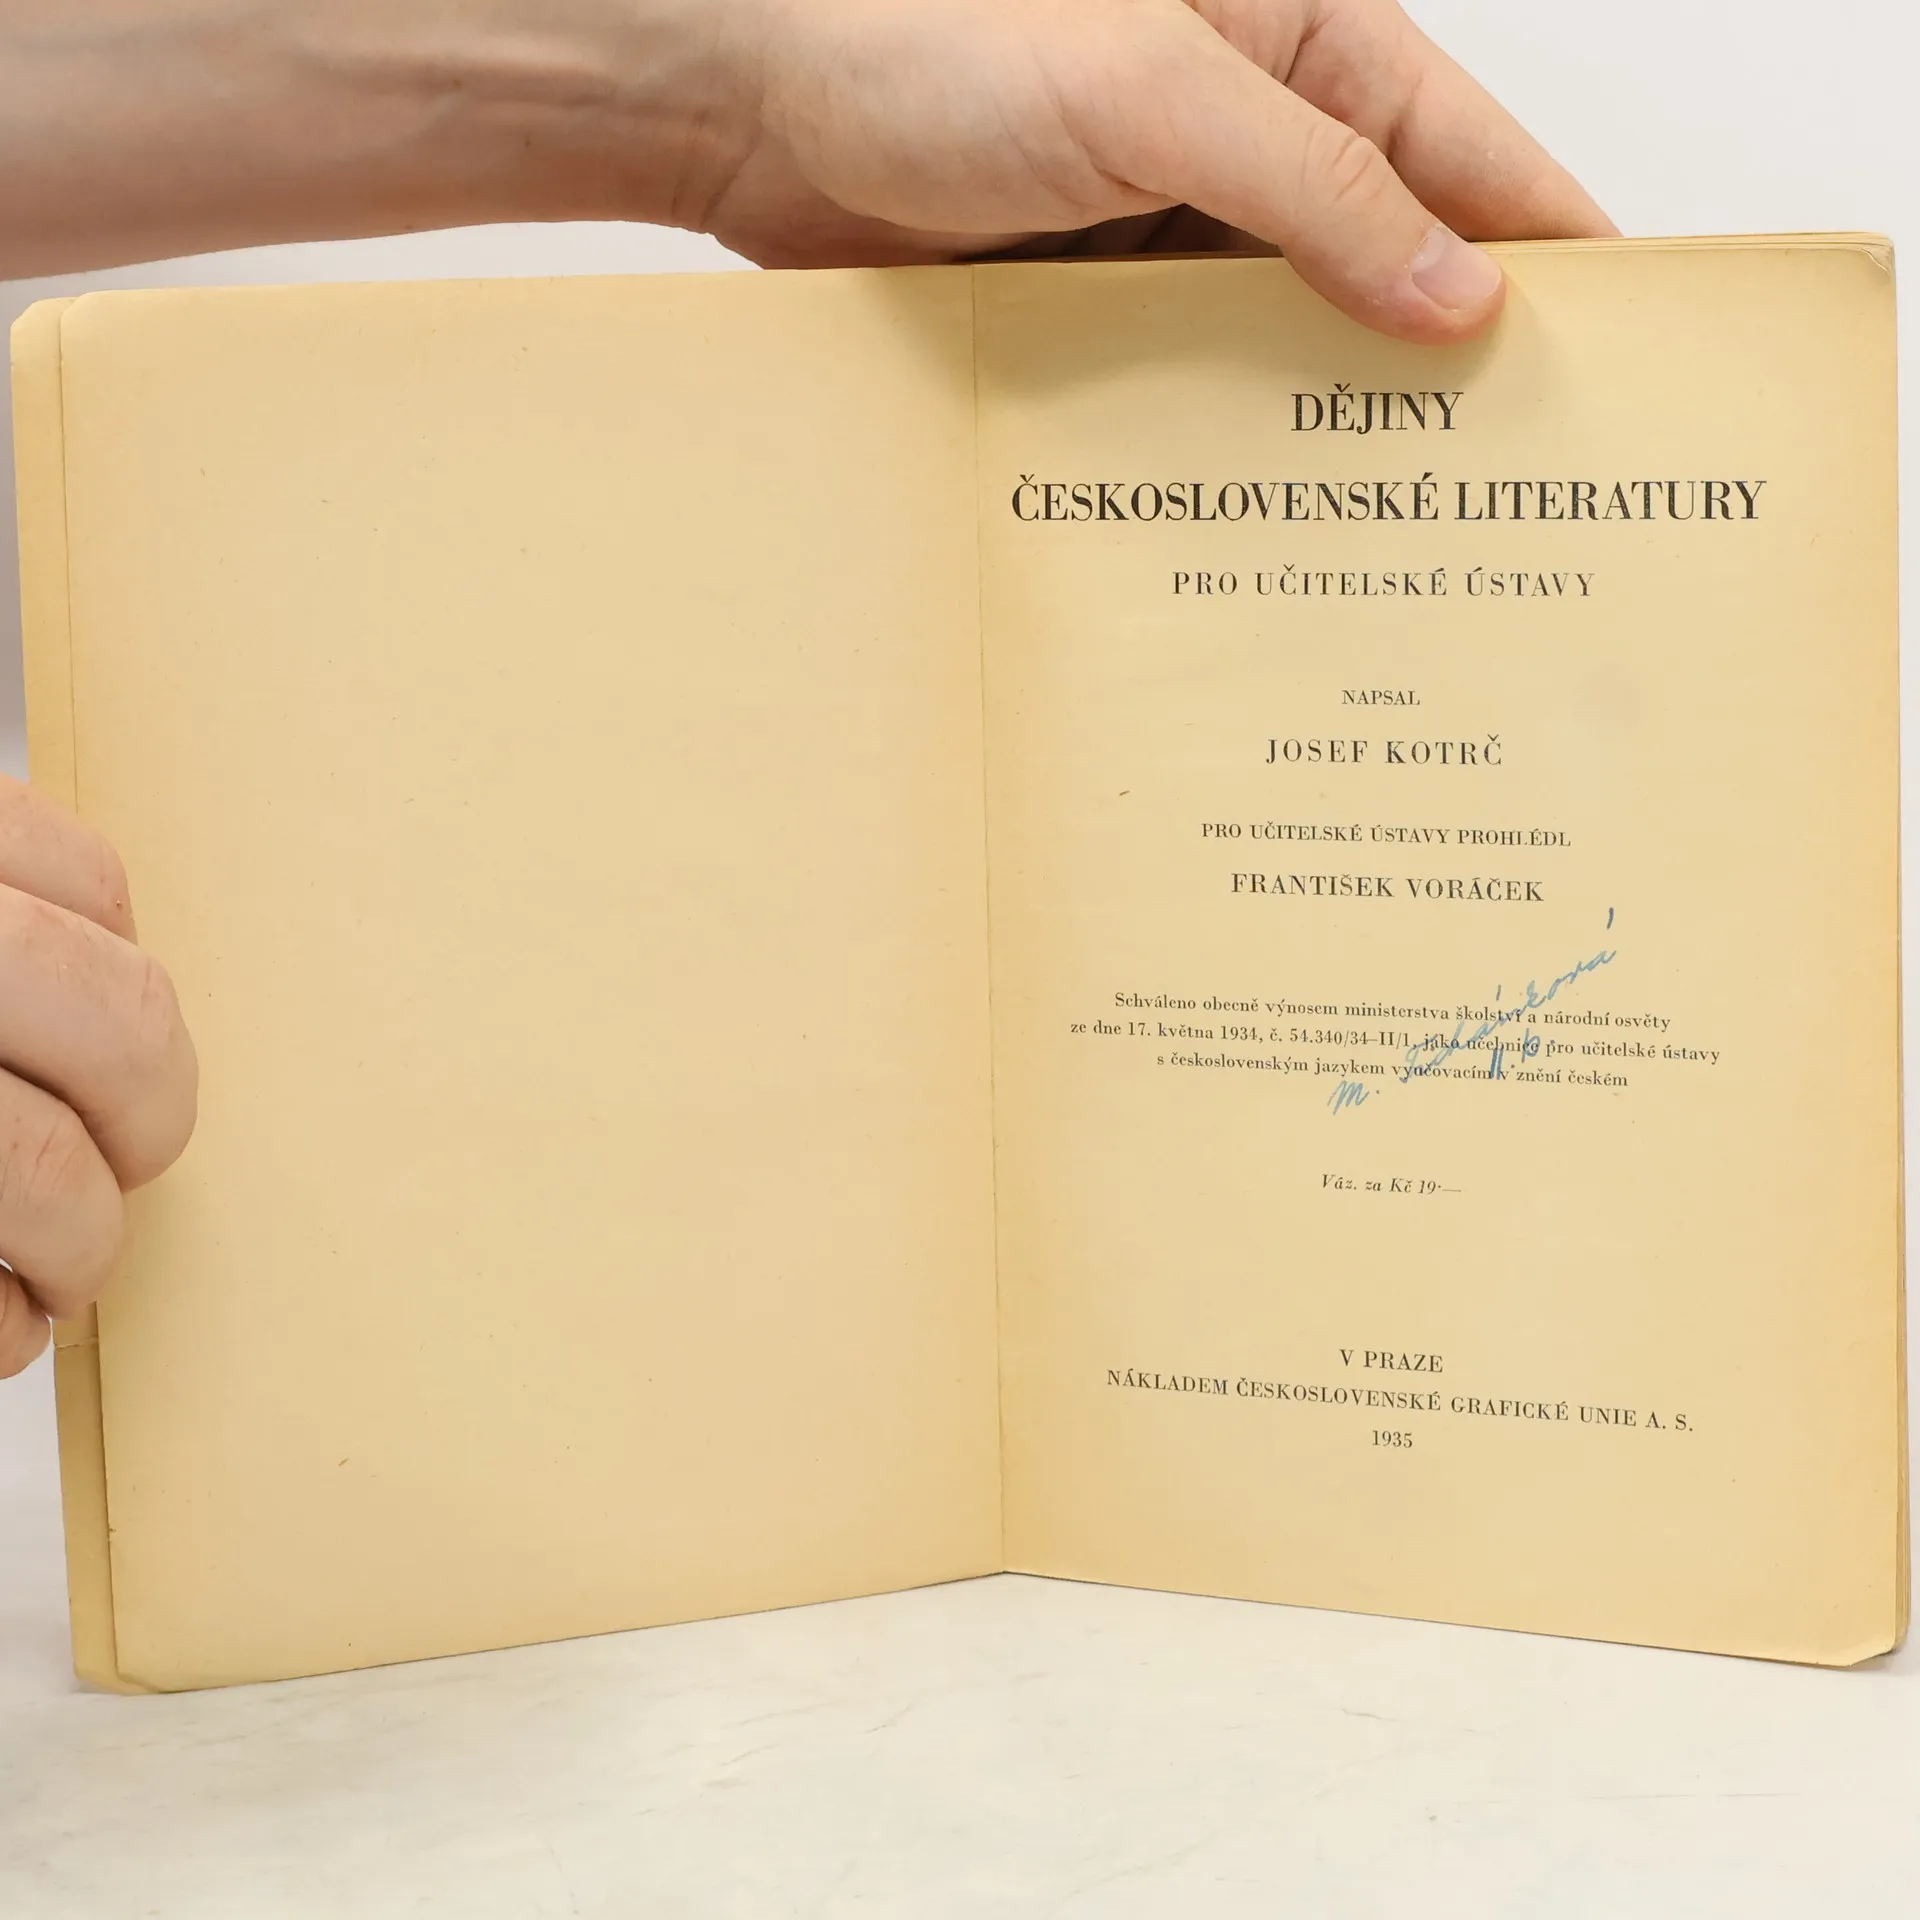 DĚJINY
ČESKOSLOVENSKÉ LITERATURY
PRO UČITELSKÉ ÚSTAVY
NAPSAL
JOSEF KOTRČ
PRO UČITELSKÉ ÚSTAVY PROHLÉDL
FRANTIŠEK VORÁČEK
Schváleno obecně výnosem ministerstva školství a národní osvěty
ze dne 17. května 1934, č. 54.340/34–II/1, jako učebnice pro učitelské ústavy
s československým jazykem vyučovacím v znění českém
M.
Váz. za Kč 19·—
V PRAZE
NÁKLADEM ČESKOSLOVENSKÉ GRAFICKÉ UNIE A. S.
1935